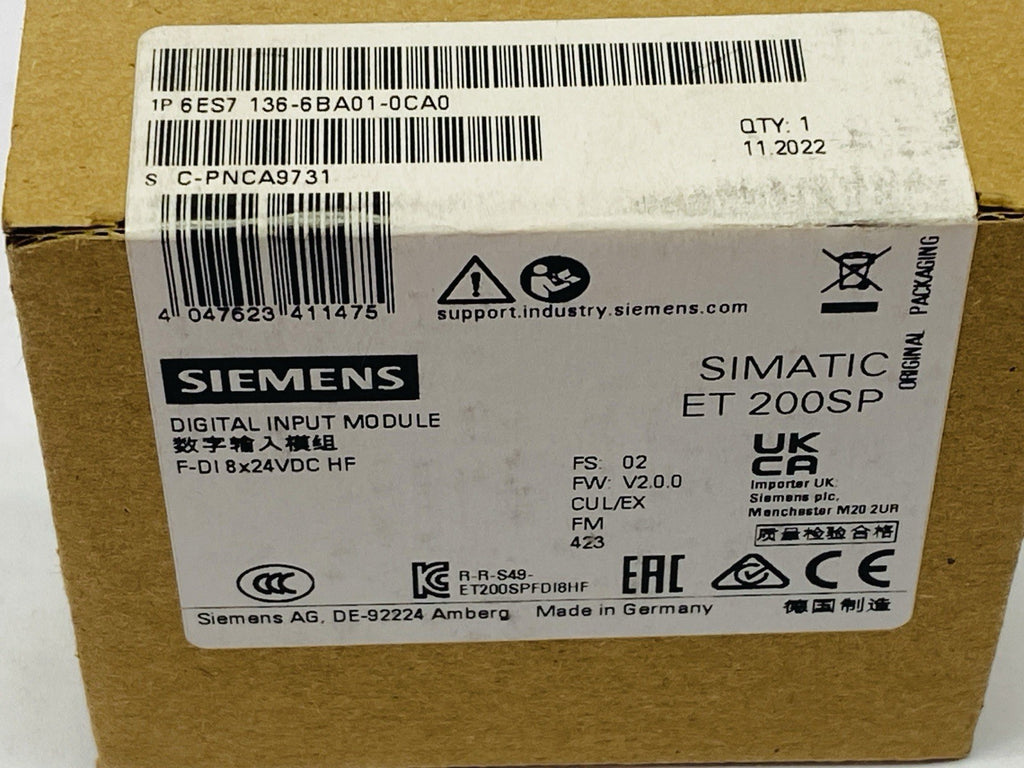 1P 6ES7 136-6BA01-0CA0
QTY: 1
11.2022
S C-PNCA9731
4 047623 411475
support.industry.siemens.com
ORIGINAL PACKAGING
SIEMENS
SIMATIC
ET 200SP
DIGITAL INPUT MODULE
数字输入模组
F-DI 8x24VDC HF
FS: 02
FW: V2.0.0
CUL/EX
FM
423
UK
CA
Importer UK:
Siemens plc,
Manchester M20 2UR
质量检验合格
CCC
KC
R-R-S49-
ET200SPFDI8HF
EAC
CE
Siemens AG, DE-92224 Amberg Made in Germany
德国制造